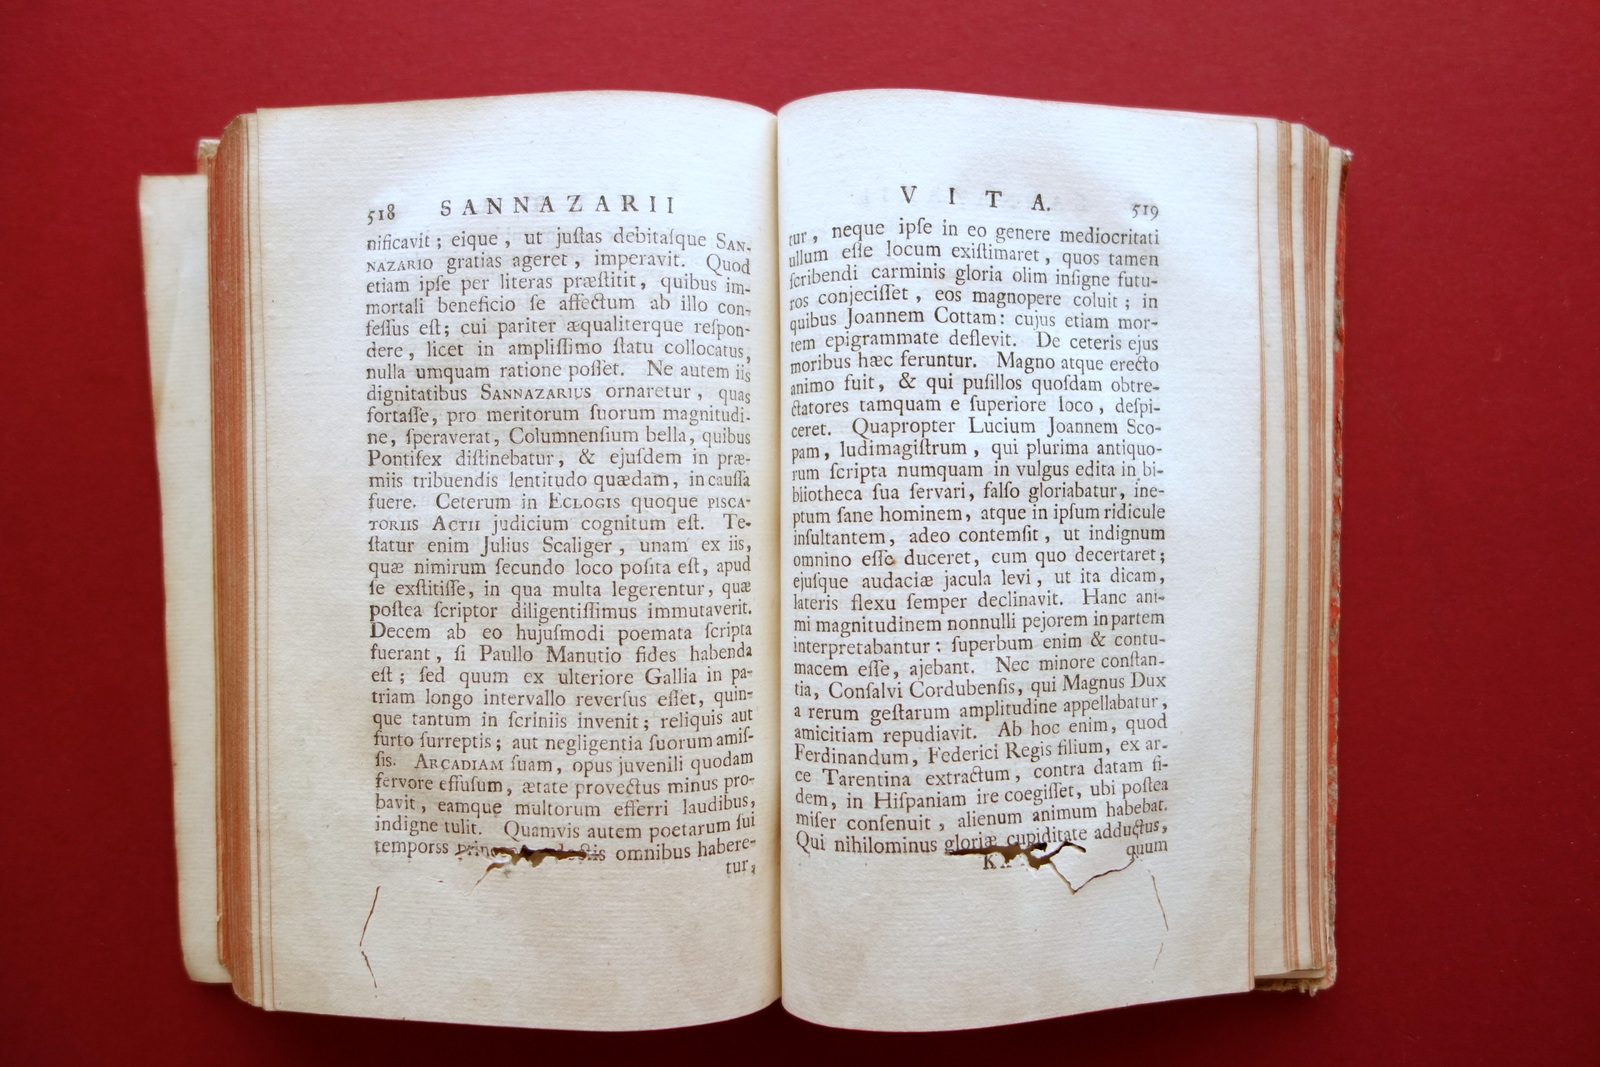 518 SANNAZARII
nificavit ; eique , ut juſtas debitaſque SAN-
NAZARIO gratias ageret , imperavit. Quod
etiam ipſe per literas præſtitit, quibus im-
mortali beneficio ſe affectum ab illo con-
feſſus eſt; cui pariter æqualiterque reſpon-
dere , licet in ampliſſimo ſtatu collocatus,
nulla umquam ratione poſſet. Ne autem iis
dignitatibus SANNAZARIUS ornaretur , quas
fortaſſe, pro meritorum ſuorum magnitudi-
ne, ſperaverat, Columnenſium bella, quibus
Pontifex diſtinebatur, & ejuſdem in præ-
miis tribuendis lentitudo quædam, in cauſſa
fuere. Ceterum in ECLOGIS quoque PISCA-
TORIIS ACTII judicium cognitum eſt. Te-
ſtatur enim Julius Scaliger , unam ex iis,
quæ nimirum ſecundo loco poſita eſt, apud
ſe exſtitiſſe, in qua multa legerentur, quæ
poſtea ſcriptor diligentiſſimus immutaverit.
Decem ab eo hujuſmodi poemata ſcripta
fuerant, ſi Paullo Manutio fides habenda
eſt ; ſed quum ex ulteriore Gallia in pa-
triam longo intervallo reverſus eſſet, quin-
que tantum in ſcriniis invenit ; reliquis aut
furto ſurreptis ; aut negligentia ſuorum amiſ-
ſis. ARCADIAM ſuam, opus juvenili quodam
fervore effuſum, ætate provectus minus pro-
bavit, eamque multorum efferri laudibus,
indigne tulit. Quamvis autem poetarum ſui
temporss omnibus habere-
tur,
VITA. 519
tur, neque ipſe in eo genere mediocritati
ullum eſſe locum exiſtimaret, quos tamen
ſcribendi carminis gloria olim inſigne futu-
ros conjeciſſet , eos magnopere coluit ; in
quibus Joannem Cottam: cujus etiam mor-
tem epigrammate deflevit. De ceteris ejus
moribus hæc feruntur. Magno atque erecto
animo fuit, & qui puſillos quoſdam obtre-
ctatores tamquam e ſuperiore loco, deſpi-
ceret. Quapropter Lucium Joannem Sco-
pam, ludimagiſtrum, qui plurima antiquo-
rum ſcripta numquam in vulgus edita in bi-
bliotheca ſua ſervari, falſo gloriabatur, ine-
ptum ſane hominem, atque in ipſum ridicule
inſultantem, adeo contemſit, ut indignum
omnino eſſe duceret, cum quo decertaret;
ejuſque audaciæ jacula levi, ut ita dicam,
lateris flexu ſemper declinavit. Hanc ani-
mi magnitudinem nonnulli pejorem in partem
interpretabantur : ſuperbum enim & contu-
macem eſſe, ajebant. Nec minore conſtan-
tia, Conſalvi Cordubenſis, qui Magnus Dux
a rerum geſtarum amplitudine appellabatur,
amicitiam repudiavit. Ab hoc enim, quod
Ferdinandum, Federici Regis filium, ex ar-
ce Tarentina extractum, contra datam fi-
dem, in Hiſpaniam ire coegiſſet, ubi poſtea
miſer conſenuit , alienum animum habebat.
Qui nihilominus gloriæ cupiditate adductus,
quum